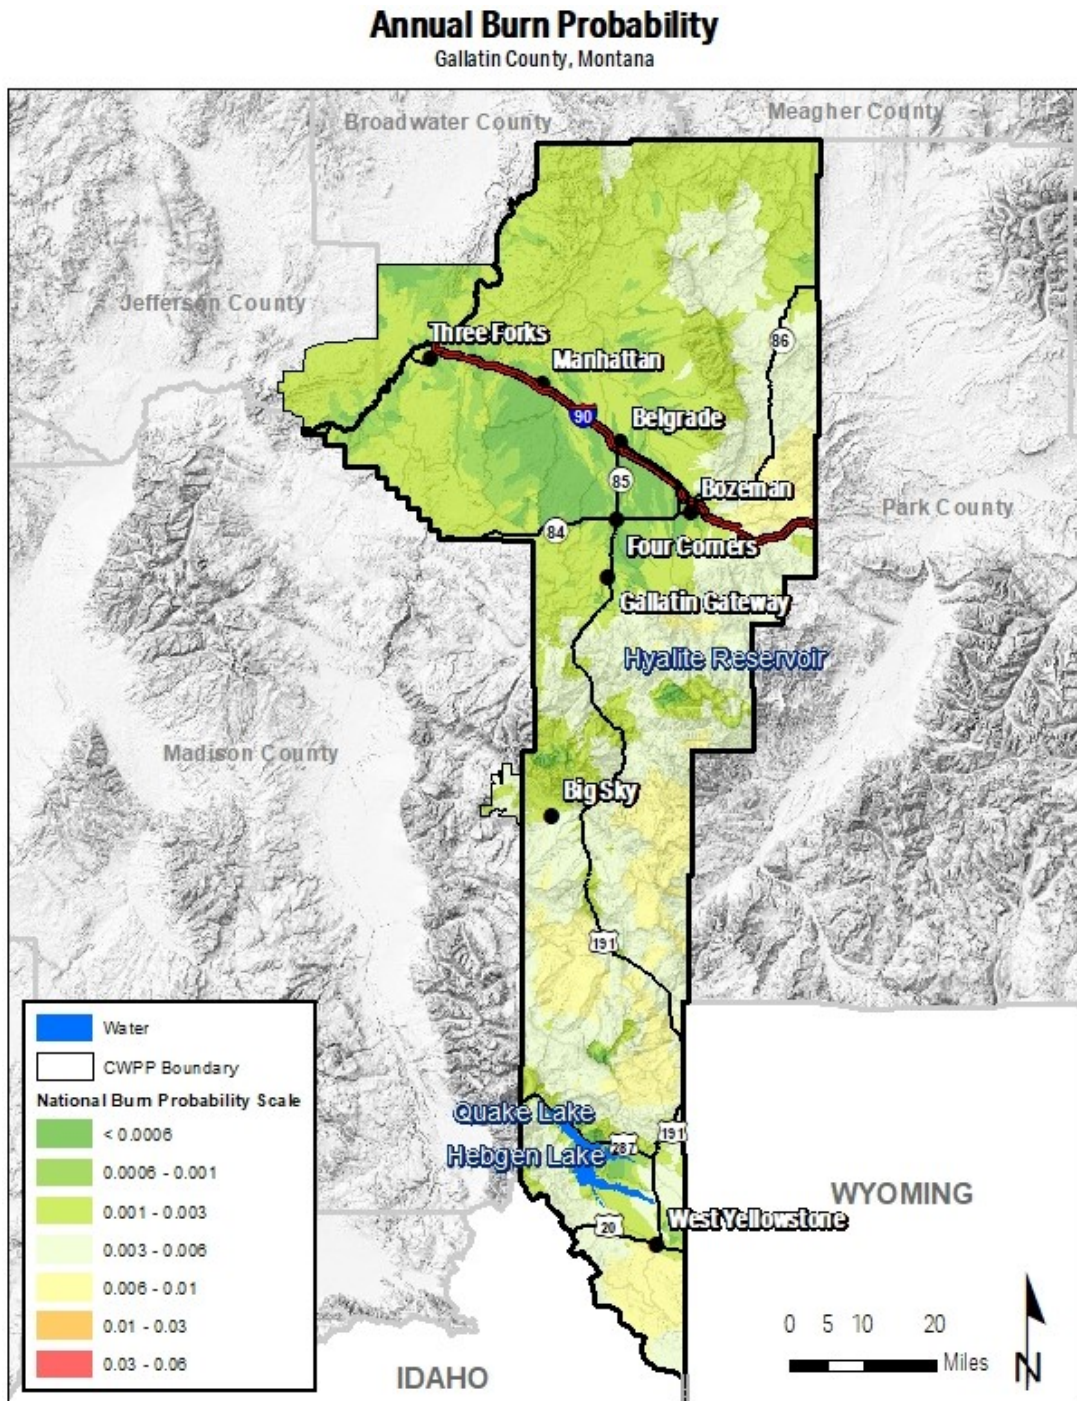 Annual Burn Probability
Gallatin County, Montana
Broadwater County
Meagher County
Jefferson County
86
Three Forks
Manhattan
90
Belgrade
85
Bozeman
Park County
84
Four Corners
Gallatin Gateway
Hyalite Reservoir
Madison County
Big Sky
191
Water
CWPP Boundary
National Burn Probability Scale
< 0.0006
0.0006 - 0.001
0.001 - 0.003
0.003 - 0.006
0.006 - 0.01
0.01 - 0.03
0.03 - 0.06
Quake Lake
191
287
Hebgen Lake
WYOMING
West Yellowstone
20
0 5 10 20
Miles
N
IDAHO